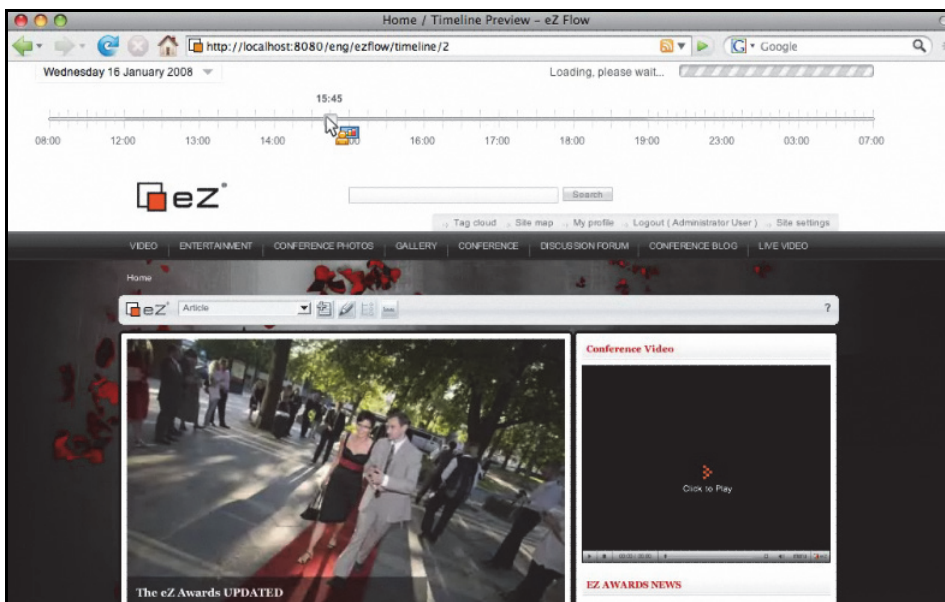 Home / Timeline Preview – eZ Flow
http://localhost:8080/eng/ezflow/timeline/2
Google
Wednesday 16 January 2008
Loading, please wait...
15:45
08:00 12:00 13:00 14:00 16:00 17:00 18:00 19:00 23:00 03:00 07:00
eZ
Search
Tag cloud Site map My profile Logout ( Administrator User ) Site settings
VIDEO ENTERTAINMENT CONFERENCE PHOTOS GALLERY CONFERENCE DISCUSSION FORUM CONFERENCE BLOG LIVE VIDEO
Home
eZ Article ?
Conference Video
Click to Play
The eZ Awards UPDATED
EZ AWARDS NEWS